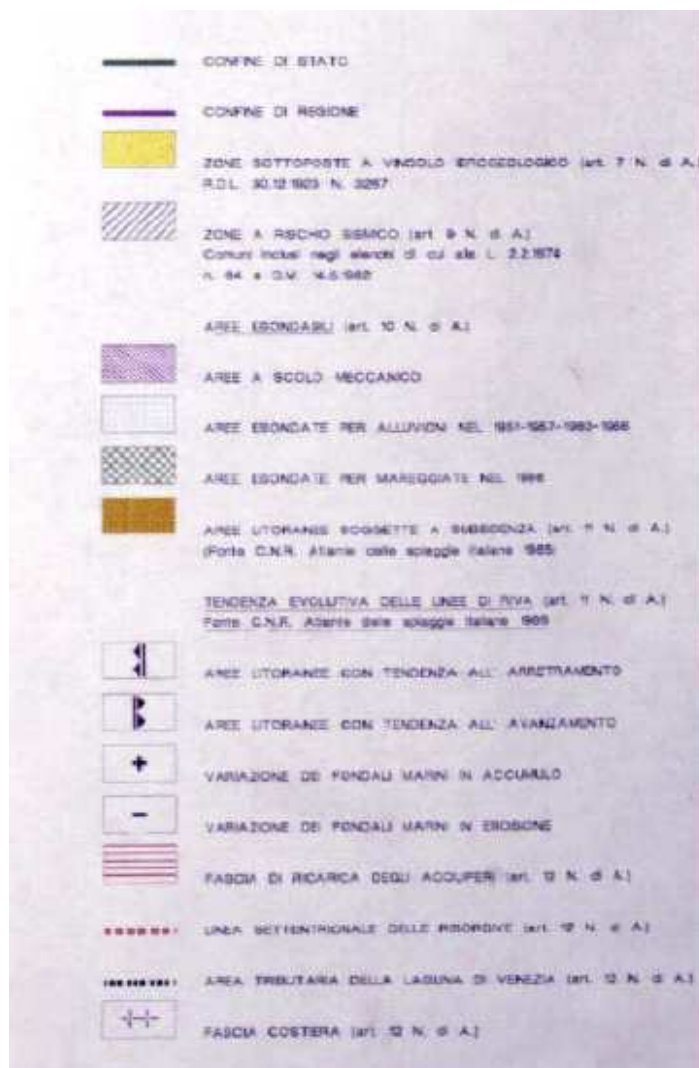 CONFINE DI STATO
CONFINE DI REGIONE
ZONE SOTTOPOSTE A VINCOLO IDROGEOLOGICO (art. 7 N. di A.)
R.D.L. 30.12.1923 N. 3267
ZONE A RISCHIO SISMICO (art. 9 N. di A.)
Comuni inclusi negli elenchi di cui alla L. 2.2.1974
n. 64 e D.M. 14.5.1982
AREE ESONDABILI (art. 10 N. di A.)
AREE A SCOLO MECCANICO
AREE ESONDATE PER ALLUVIONI NEL 1951-1957-1960-1966
AREE ESONDATE PER MAREGGIATE NEL 1966
AREE LITORANEE SOGGETTE A SUBSIDENZA (art. 11 N. di A.)
(Fonte C.N.R. Atlante delle spiagge italiane 1985)
TENDENZA EVOLUTIVA DELLE LINEE DI RIVA (art. 11 N. di A.)
Fonte C.N.R. Atlante delle spiagge italiane 1985
AREE LITORANEE CON TENDENZA ALL' ARRETRAMENTO
AREE LITORANEE CON TENDENZA ALL' AVANZAMENTO
VARIAZIONE DEI FONDALI MARINI IN ACCUMULO
VARIAZIONE DEI FONDALI MARINI IN EROSIONE
FASCIA DI RICARICA DEGLI ACQUIFERI (art. 12 N. di A.)
LINEA SETTENTRIONALE DELLE RISORGIVE (art. 12 N. di A.)
AREA TRIBUTARIA DELLA LAGUNA DI VENEZIA (art. 12 N. di A.)
FASCIA COSTIERA (art. 12 N. di A.)